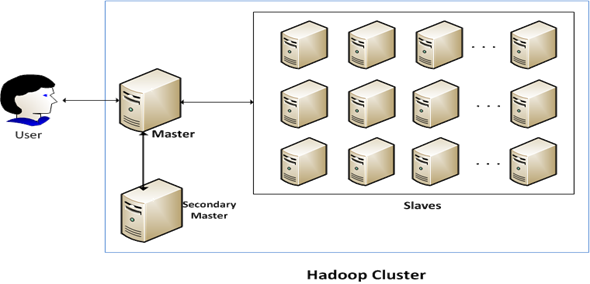 User
Master
Secondary
Master
Slaves
. . .
. . .
. . .
Hadoop Cluster